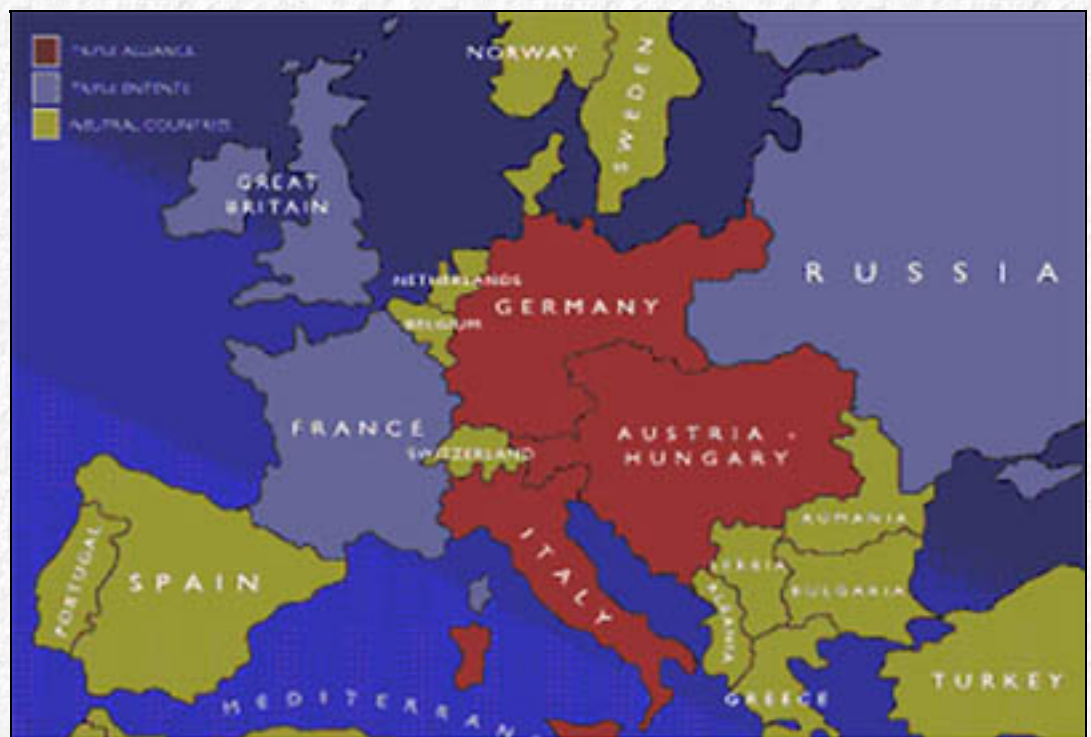 TRIPLE ALLIANCE
TRIPLE ENTENTE
NEUTRAL COUNTRIES
NORWAY
SWEDEN
GREAT
BRITAIN
RUSSIA
NETHERLANDS
GERMANY
BELGIUM
FRANCE
SWITZERLAND
AUSTRIA -
HUNGARY
ITALY
RUMANIA
SERBIA
BULGARIA
ALBANIA
PORTUGAL
SPAIN
GREECE
TURKEY
MEDITERRAN